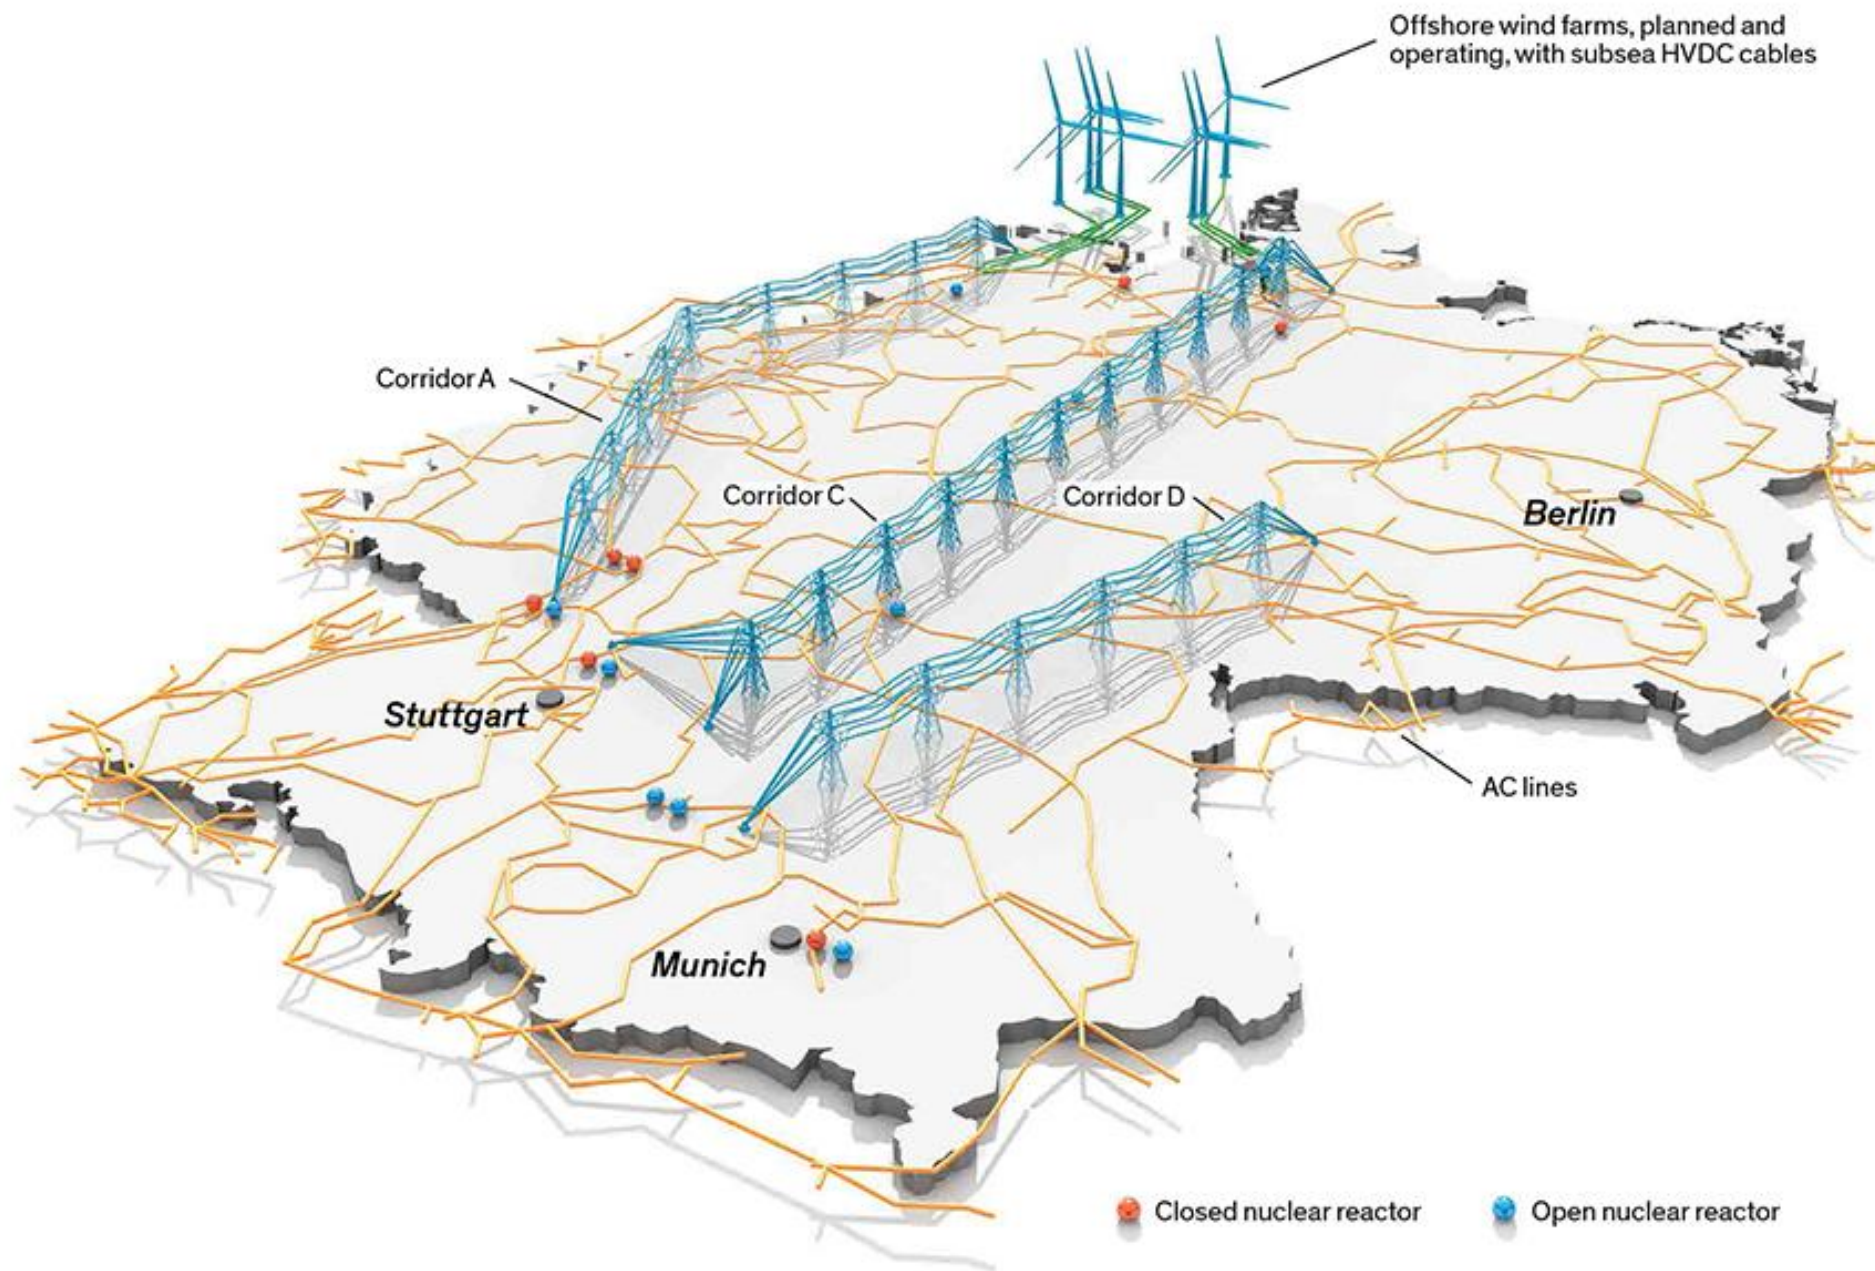 Offshore wind farms, planned and
operating, with subsea HVDC cables
Corridor A
Corridor C
Corridor D
Berlin
Stuttgart
AC lines
Munich
Closed nuclear reactor
Open nuclear reactor